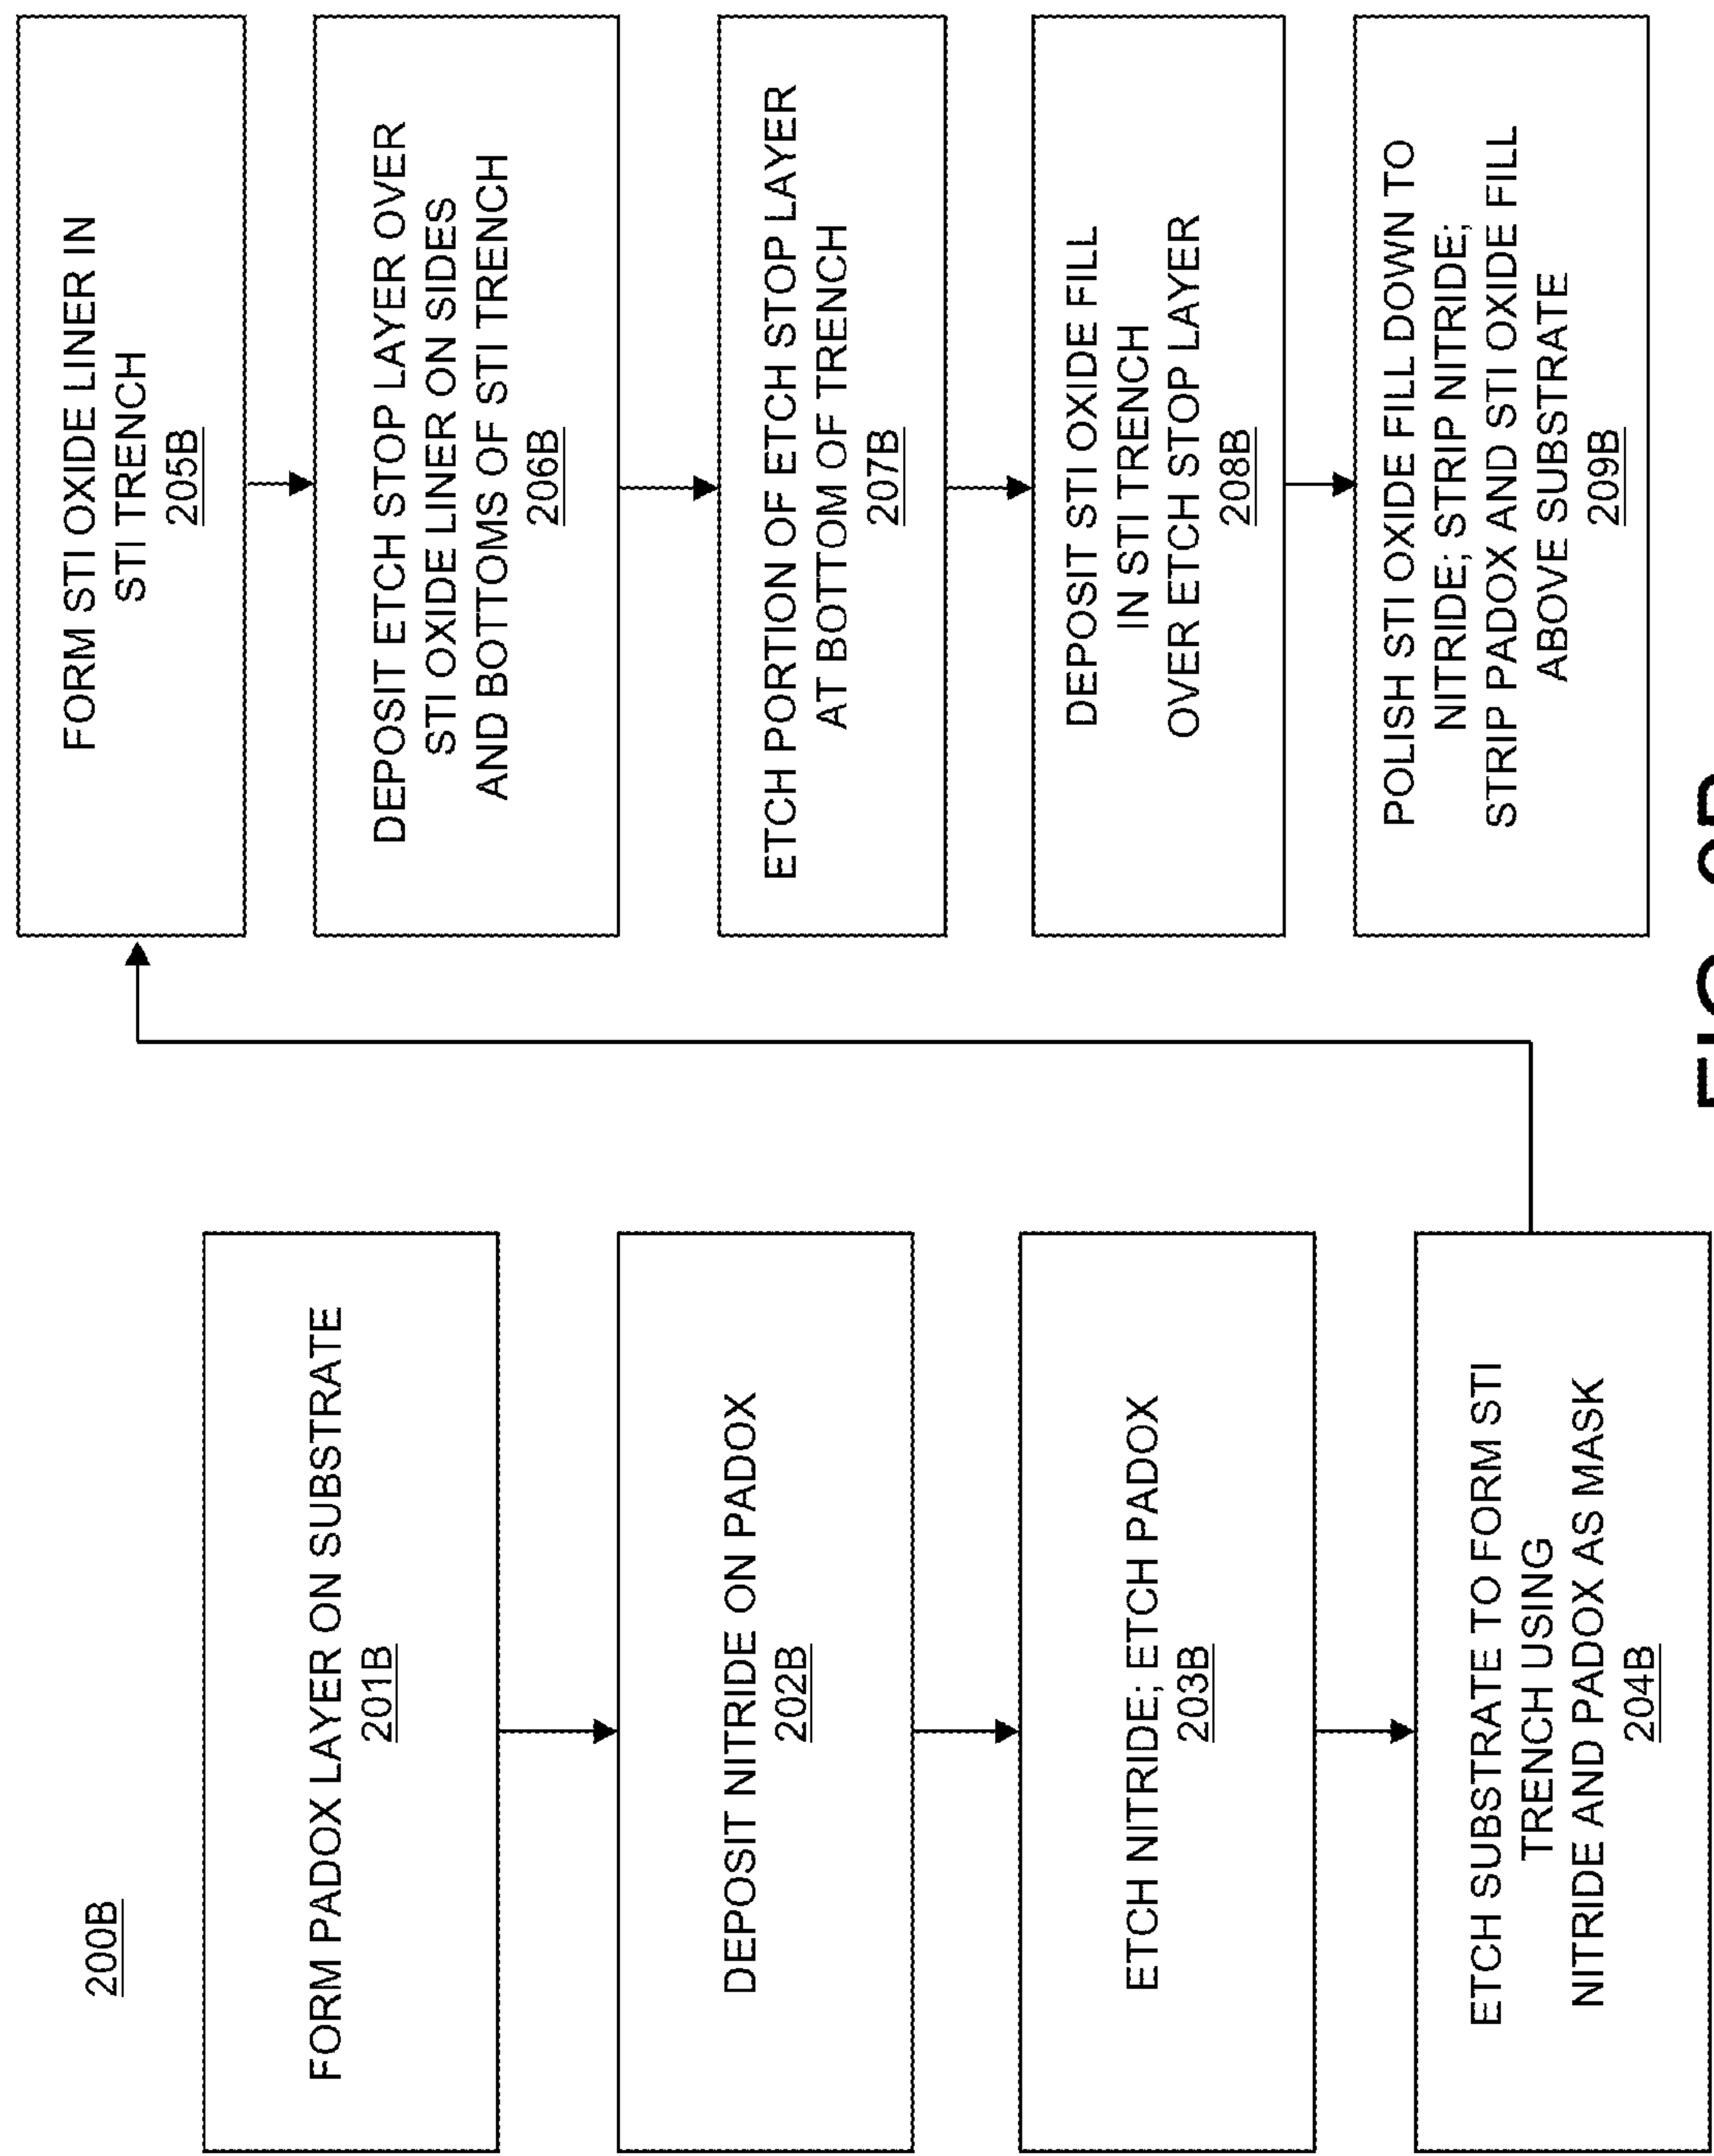 200B
FORM PADOX LAYER ON SUBSTRATE
201B
DEPOSIT NITRIDE ON PADOX
202B
ETCH NITRIDE; ETCH PADOX
203B
ETCH SUBSTRATE TO FORM STI
TRENCH USING
NITRIDE AND PADOX AS MASK
204B
FORM STI OXIDE LINER IN
STI TRENCH
205B
DEPOSIT ETCH STOP LAYER OVER
STI OXIDE LINER ON SIDES
AND BOTTOMS OF STI TRENCH
206B
ETCH PORTION OF ETCH STOP LAYER
AT BOTTOM OF TRENCH
207B
DEPOSIT STI OXIDE FILL
IN STI TRENCH
OVER ETCH STOP LAYER
208B
POLISH STI OXIDE FILL DOWN TO
NITRIDE; STRIP NITRIDE;
STRIP PADOX AND STI OXIDE FILL
ABOVE SUBSTRATE
209B